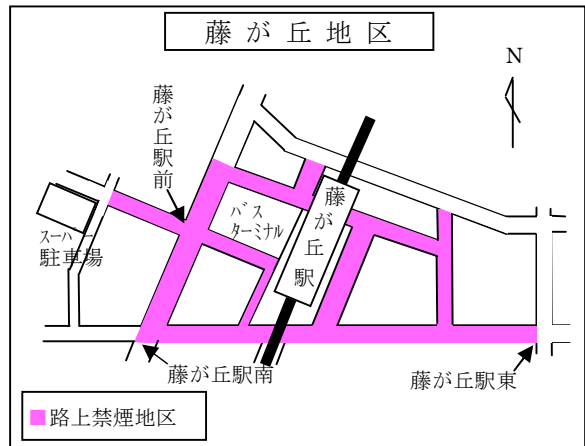 藤が丘地区
N
藤が丘駅前
バス
ターミナル
藤が丘駅
スーパー
駐車場
藤が丘駅南
藤が丘駅東
路上禁煙地区